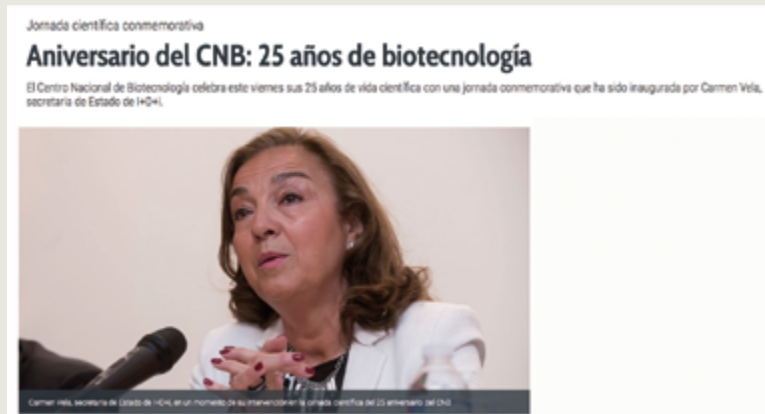 Jornada científica conmemorativa
Aniversario del CNB: 25 años de biotecnología
El Centro Nacional de Biotecnología celebra este viernes sus 25 años de vida científica con una jornada conmemorativa que ha sido inaugurada por Carmen Vela,
secretaria de Estado de I+D+i.
Carmen Vela, secretaria de Estado de I+D+i, en un momento de su intervención en la jornada científica del 25 aniversario del CNB